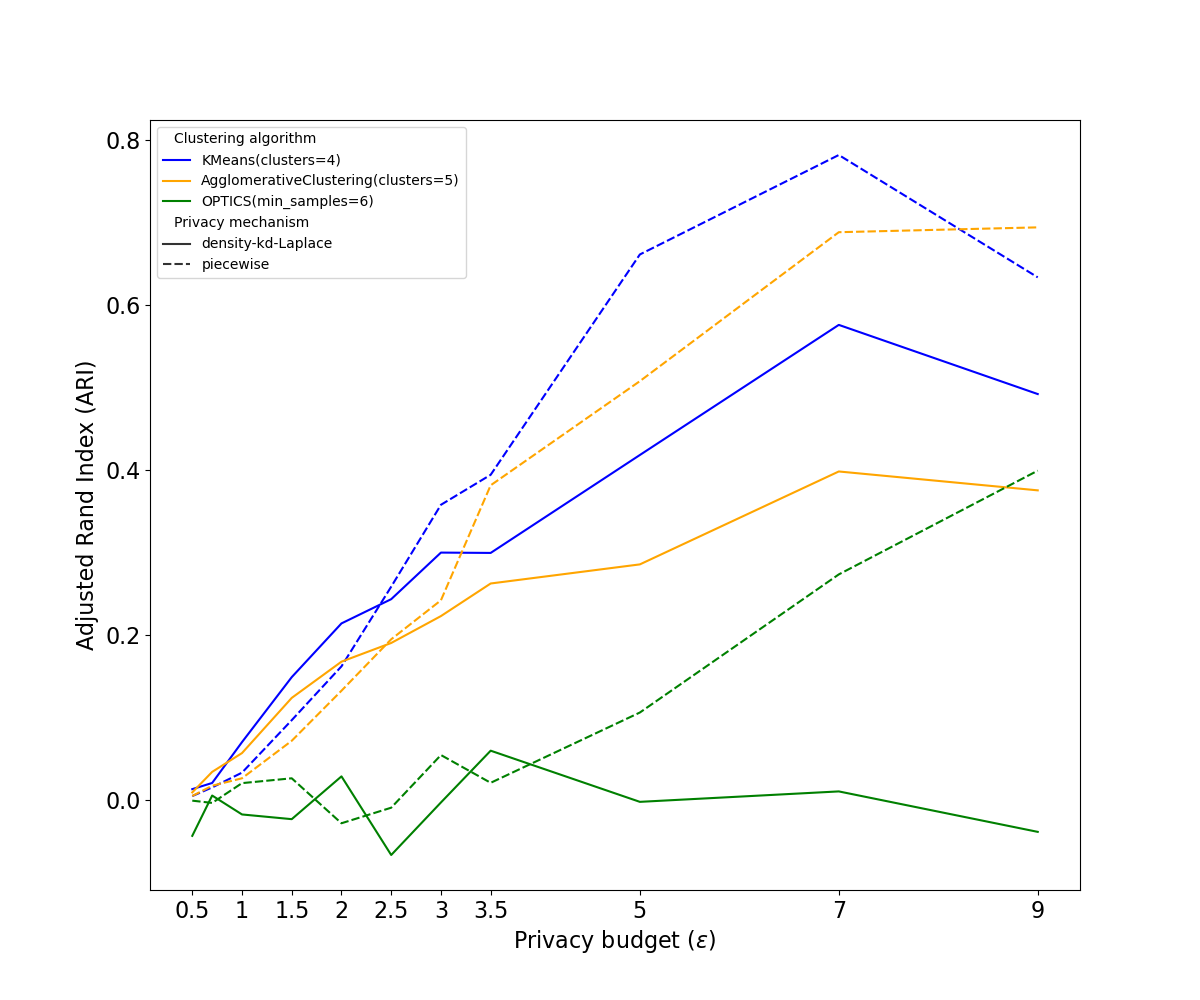 Clustering algorithm
KMeans(clusters=4)
AgglomerativeClustering(clusters=5)
OPTICS(min_samples=6)
Privacy mechanism
density-kd-Laplace
piecewise
Adjusted Rand Index (ARI)
0.8
0.6
0.4
0.2
0.0
0.5 1 1.5 2 2.5 3 3.5 5 7 9
Privacy budget (ε)